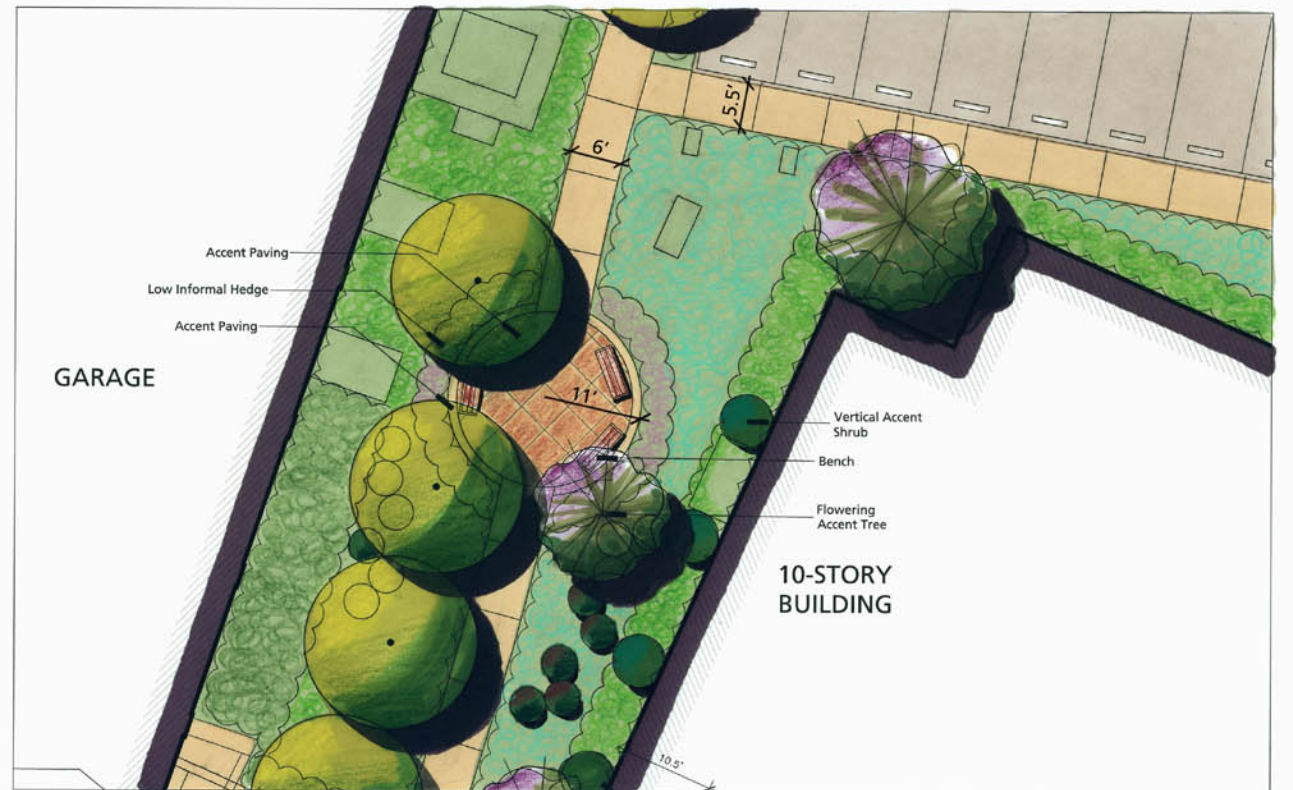 5.5'
6'
Accent Paving
Low Informal Hedge
Accent Paving
GARAGE
11'
Vertical Accent
Shrub
Bench
Flowering
Accent Tree
10-STORY
BUILDING
10.5'